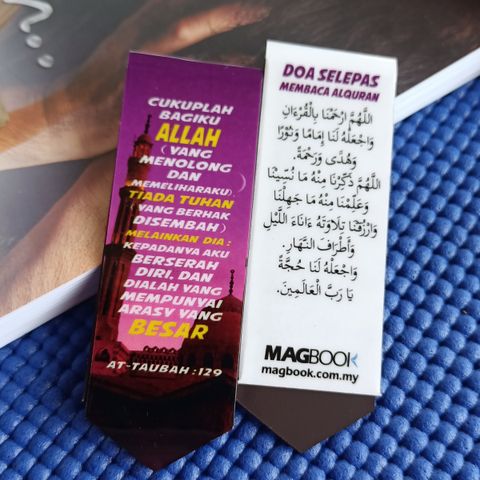 CUKUPLAH
BAGIKU
ALLAH
(YANG
MENOLONG
DAN
MEMELIHARAKU)
TIADA TUHAN
(YANG BERHAK
DISEMBAH)
MELAINKAN DIA:
KEPADANYA AKU
BERSERAH
DIRI, DAN
DIALAH YANG
MEMPUNYAI
ARASY YANG
BESAR
AT-TAUBAH :129
DOA SELEPAS
MEMBACA ALQURAN
اللَّهُمَّ ارْحَمْنَا بِالْقُرْءَانِ
وَاجْعَلْهُ لَنَا إِمَامًا وَنُوْرًا
وَهُدًى وَرَحْمَةً.
اللَّهُمَّ ذَكِّرْنَا مِنْهُ مَا نُسِّيْنَا
وَعَلِّمْنَا مِنْهُ مَا جَهِلْنَا
وَارْزُقْنَا تِلَاوَتَهُ ءَانَاءَ اللَّيْلِ
وَأَطْرَافَ النَّهَارِ.
وَاجْعَلْهُ لَنَا حُجَّةً
يَا رَبَّ الْعَالَمِينَ.
MAGBOOK
magbook.com.my